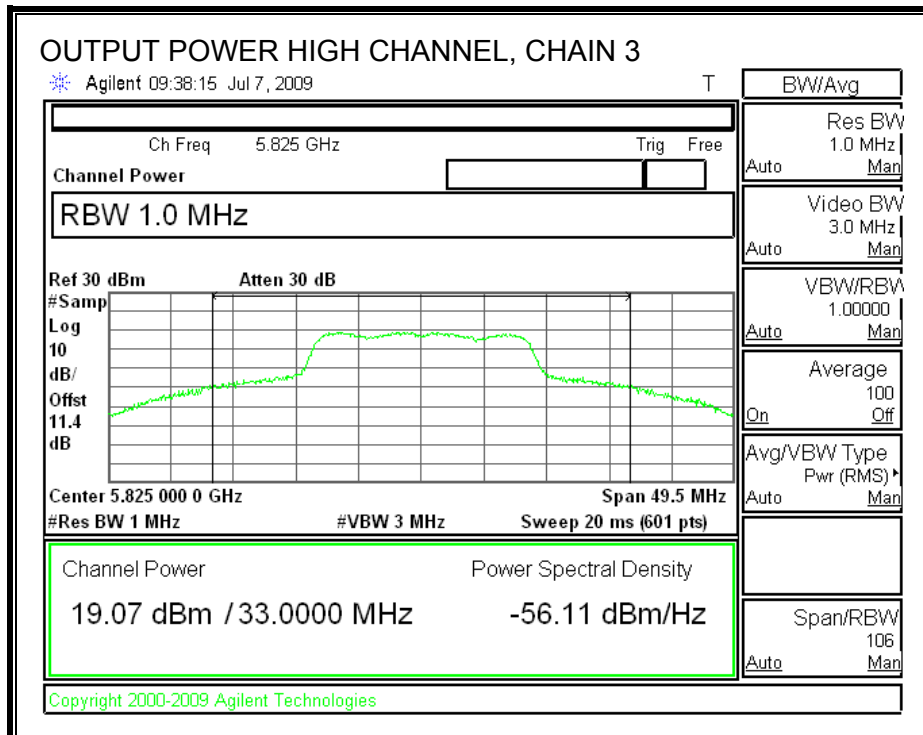 OUTPUT POWER HIGH CHANNEL, CHAIN 3
Agilent 09:38:15 Jul 7, 2009 T
Ch Freq 5.825 GHz Trig Free
Channel Power
RBW 1.0 MHz
Ref 30 dBm Atten 30 dB
#Samp
Log
10
dB/
Offst
11.4
dB
Center 5.825 000 0 GHz Span 49.5 MHz
#Res BW 1 MHz #VBW 3 MHz Sweep 20 ms (601 pts)
Channel Power Power Spectral Density
19.07 dBm / 33.0000 MHz -56.11 dBm/Hz
Copyright 2000-2009 Agilent Technologies
BW/Avg
Res BW
1.0 MHz
Auto Man
Video BW
3.0 MHz
Auto Man
VBW/RBW
1.00000
Auto Man
Average
100
On Off
Avg/VBW Type
Pwr (RMS)
Auto Man
Span/RBW
106
Auto Man